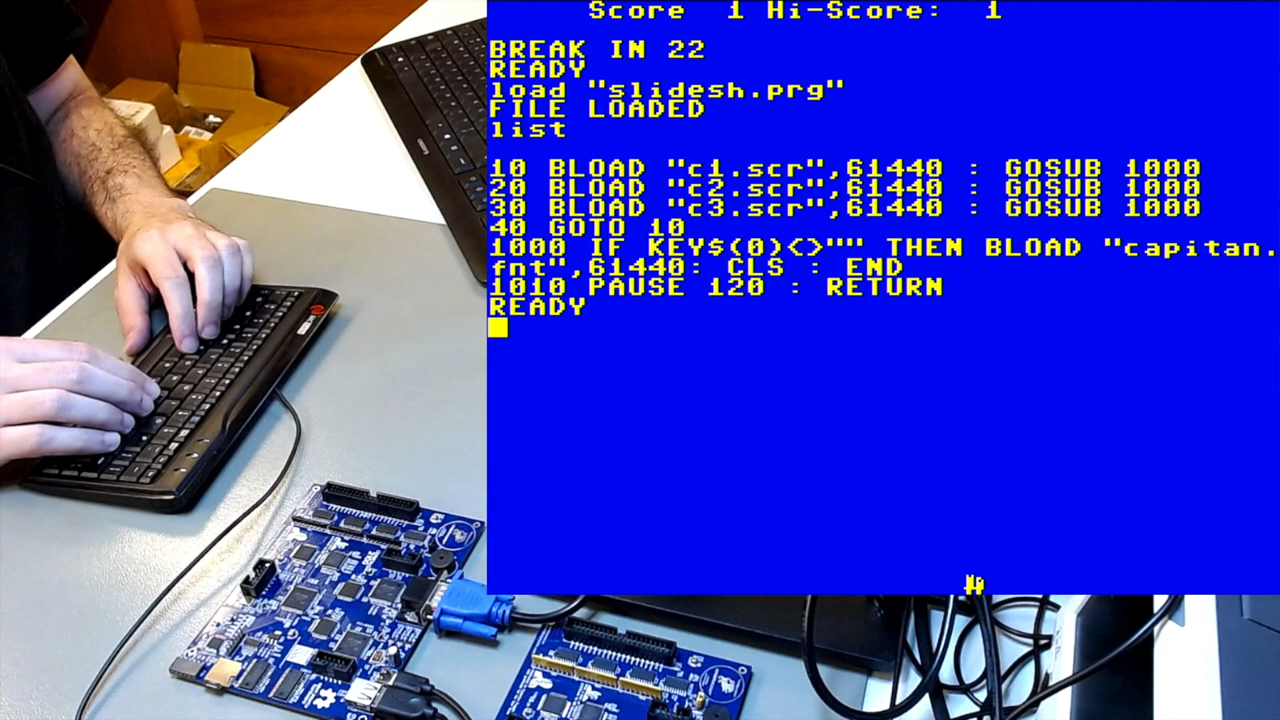 Score 1 Hi-Score: 1
BREAK IN 22
READY
load "slidesh.prg"
FILE LOADED
list
10 BLOAD "c1.scr",61440 : GOSUB 1000
20 BLOAD "c2.scr",61440 : GOSUB 1000
30 BLOAD "c3.scr",61440 : GOSUB 1000
40 GOTO 10
1000 IF KEY$(0)<>"" THEN BLOAD "capitan.
fnt",61440: CLS : END
1010 PAUSE 120 : RETURN
READY